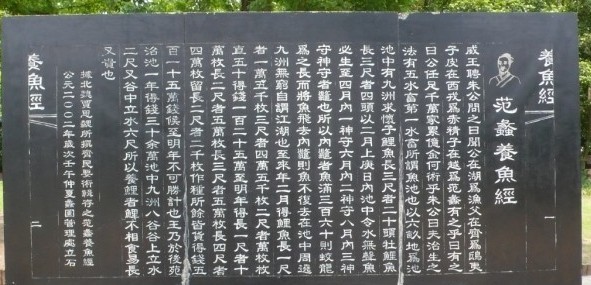 養魚經
一
范蠡養魚經
威王聘朱公問之曰聞公在湖為漁父在齊為鴟夷
子皮在西戎為赤精子在越為范蠡有之乎曰有之
曰公任足千萬家累億金何術乎朱公曰夫治生之
法有五水畜第一水畜所謂魚池也以六畝地為池
池中有九洲求懷子鯉魚長三尺者二十頭牡鯉魚
長三尺者四頭以二月上庚日內池中令水無聲魚
必生至四月內一神守六月內二神守八月內三神
守神守者鱉也所以內鱉者魚滿三百六十則蛟龍
為之長而將魚飛去內鱉則魚不復去在池中周遶
九洲無窮自謂江湖也至來年二月得鯉魚長一尺
者一萬五千枚三尺者四萬五千枚二尺者萬枚枚
直五十得錢一百二十五萬至明年得長一尺者十
萬枚長二尺者五萬枚長三尺者五萬枚長四尺者
四萬枚留長二尺者二千枚作種所餘皆得錢五
百一十五萬錢候至明年不可勝計也王乃於後苑
治池一年得錢三十餘萬池中九洲八谷谷上立水
二尺又谷中立水六尺所以養鯉者鯉不相食易長
又貴也
據北魏賈思勰所撰齊民要術輯存之范蠡養魚經
公元二〇〇二年歲次壬午仲夏蠡園管理處立石
養魚經
二